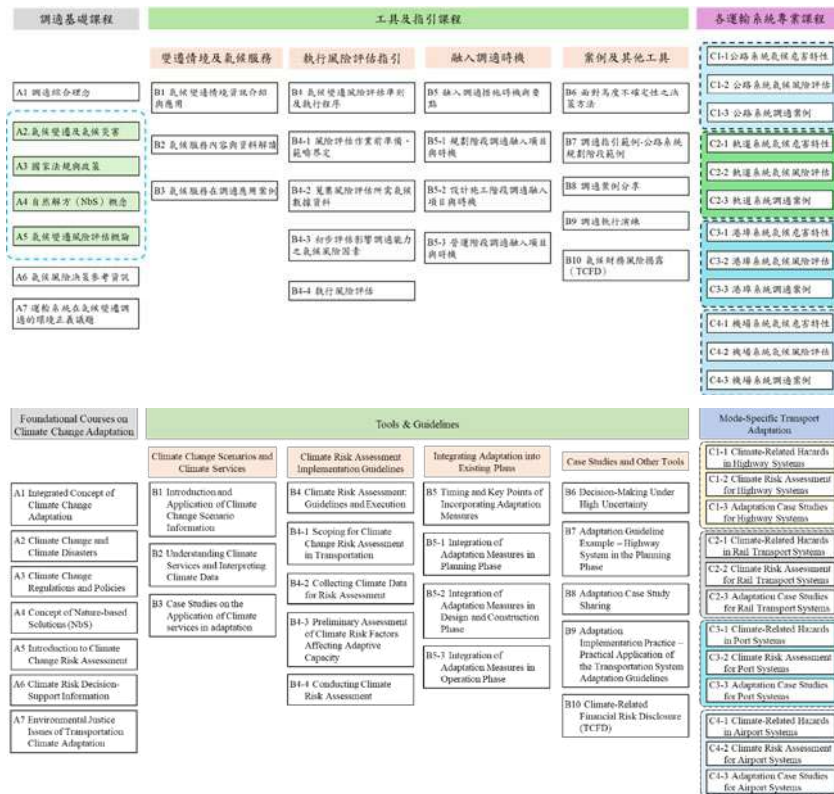 調適基礎課程
工具及指引課程
各運輸系統專業課程
變遷情境及氣候服務
執行風險評估指引
融入調適時機
案例及其他工具
A1 調適綜合理念
A2 氣候變遷及氣候災害
A3 國家法規與政策
A4 自然解方（NbS）概念
A5 氣候變遷風險評估概論
A6 氣候風險決策參考資訊
A7 運輸系統在氣候變遷調
適的環境正義議題
B1 氣候變遷情境資訊介紹
與應用
B2 氣候服務內容與資料解讀
B3 氣候服務在調適應用案例
B4 氣候變遷風險評估準則
及執行程序
B4-1 風險評估作業前準備、
範疇界定
B4-2 蒐集風險評估所需氣候
數據資料
B4-3 初步評估影響調適能力
之氣候風險因素
B4-4 執行風險評估
B5 融入調適措施時機與要
點
B5-1 規劃階段調適融入項目
與時機
B5-2 設計施工階段調適融入
項目與時機
B5-3 營運階段調適融入項目
與時機
B6 面對高度不確定性之決
策方法
B7 調適指引範例-公路系統
規劃階段範例
B8 調適案例分享
B9 調適執行演練
B10 氣候財務風險揭露
（TCFD）
C1-1公路系統氣候危害特性
C1-2 公路系統氣候風險評估
C1-3 公路系統調適案例
C2-1 軌道系統氣候危害特性
C2-2 軌道系統氣候風險評估
C2-3 軌道系統調適案例
C3-1 港埠系統氣候危害特性
C3-2 港埠系統氣候風險評估
C3-3 港埠系統調適案例
C4-1 機場系統氣候危害特性
C4-2 機場系統氣候風險評估
C4-3 機場系統調適案例
Foundational Courses on
Climate Change Adaptation
Tools & Guidelines
Mode-Specific Transport
Adaptation
Climate Change Scenarios and
Climate Services
Climate Risk Assessment
Implementation Guidelines
Integrating Adaptation into
Existing Plans
Case Studies and Other Tools
A1 Integrated Concept of
Climate Change
Adaptation
A2 Climate Change and
Climate Disasters
A3 Climate Change
Regulations and Policies
A4 Concept of Nature-based
Solutions (NbS)
A5 Introduction to Climate
Change Risk Assessment
A6 Climate Risk Decision-
Support Information
A7 Environmental Justice
Issues of Transportation
Climate Adaptation
B1 Introduction and
Application of Climate
Change Scenario
Information
B2 Understanding Climate
Services and Interpreting
Climate Data
B3 Case Studies on the
Application of Climate
services in adaptation
B4 Climate Risk Assessment:
Guidelines and Execution
B4-1 Scoping for Climate
Change Risk Assessment
in Transportation
B4-2 Collecting Climate Data
for Risk Assessment
B4-3 Preliminary Assessment
of Climate Risk Factors
Affecting Adaptive
Capacity
B4-4 Conducting Climate
Risk Assessment
B5 Timing and Key Points of
Incorporating Adaptation
Measures
B5-1 Integration of
Adaptation Measures in
Planning Phase
B5-2 Integration of
Adaptation Measures in
Design and Construction
Phase
B5-3 Integration of
Adaptation Measures in
Operation Phase
B6 Decision-Making Under
High Uncertainty
B7 Adaptation Guideline
Example – Highway
System in the Planning
Phase
B8 Adaptation Case Study
Sharing
B9 Adaptation
Implementation Practice –
Practical Application of
the Transportation System
Adaptation Guidelines
B10 Climate-Related
Financial Risk Disclosure
(TCFD)
C1-1 Climate-Related Hazards
in Highway Systems
C1-2 Climate Risk Assessment
for Highway Systems
C1-3 Adaptation Case Studies
for Highway Systems
C2-1 Climate-Related Hazards
in Rail Transport Systems
C2-2 Climate Risk Assessment
for Rail Transport Systems
C2-3 Adaptation Case Studies
for Rail Transport Systems
C3-1 Climate-Related Hazards
in Port Systems
C3-2 Climate Risk Assessment
for Port Systems
C3-3 Adaptation Case Studies
for Port Systems
C4-1 Climate-Related Hazards
in Airport Systems
C4-2 Climate Risk Assessment
for Airport Systems
C4-3 Adaptation Case Studies
for Airport Systems